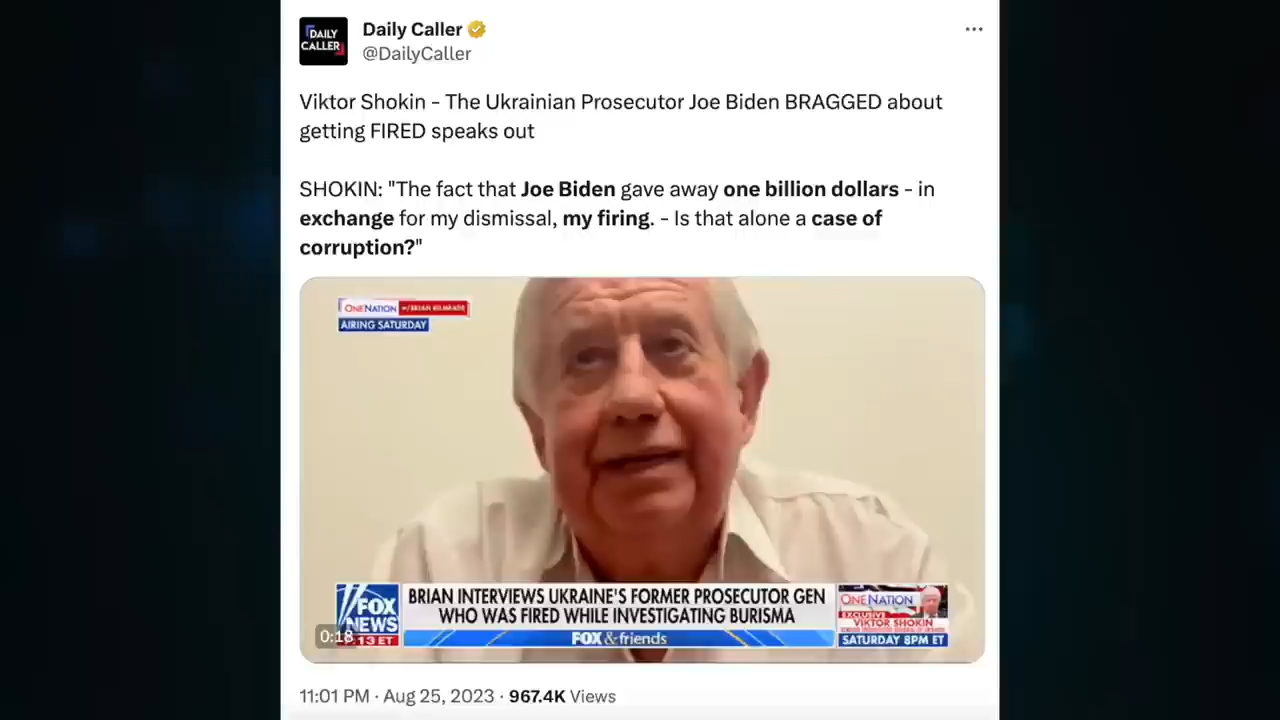 DAILY
CALLER
Daily Caller
@DailyCaller
Viktor Shokin - The Ukrainian Prosecutor Joe Biden BRAGGED about
getting FIRED speaks out
SHOKIN: "The fact that Joe Biden gave away one billion dollars - in
exchange for my dismissal, my firing. - Is that alone a case of
corruption?"
ONE NATION W/BRIAN KILMEADE
AIRING SATURDAY
BRIAN INTERVIEWS UKRAINE'S FORMER PROSECUTOR GEN
WHO WAS FIRED WHILE INVESTIGATING BURISMA
FOX
NEWS
0:18
13 ET
FOX&friends
ONE NATION
EXCLUSIVE
VIKTOR SHOKIN
SATURDAY 8PM ET
11:01 PM · Aug 25, 2023 · 967.4K Views